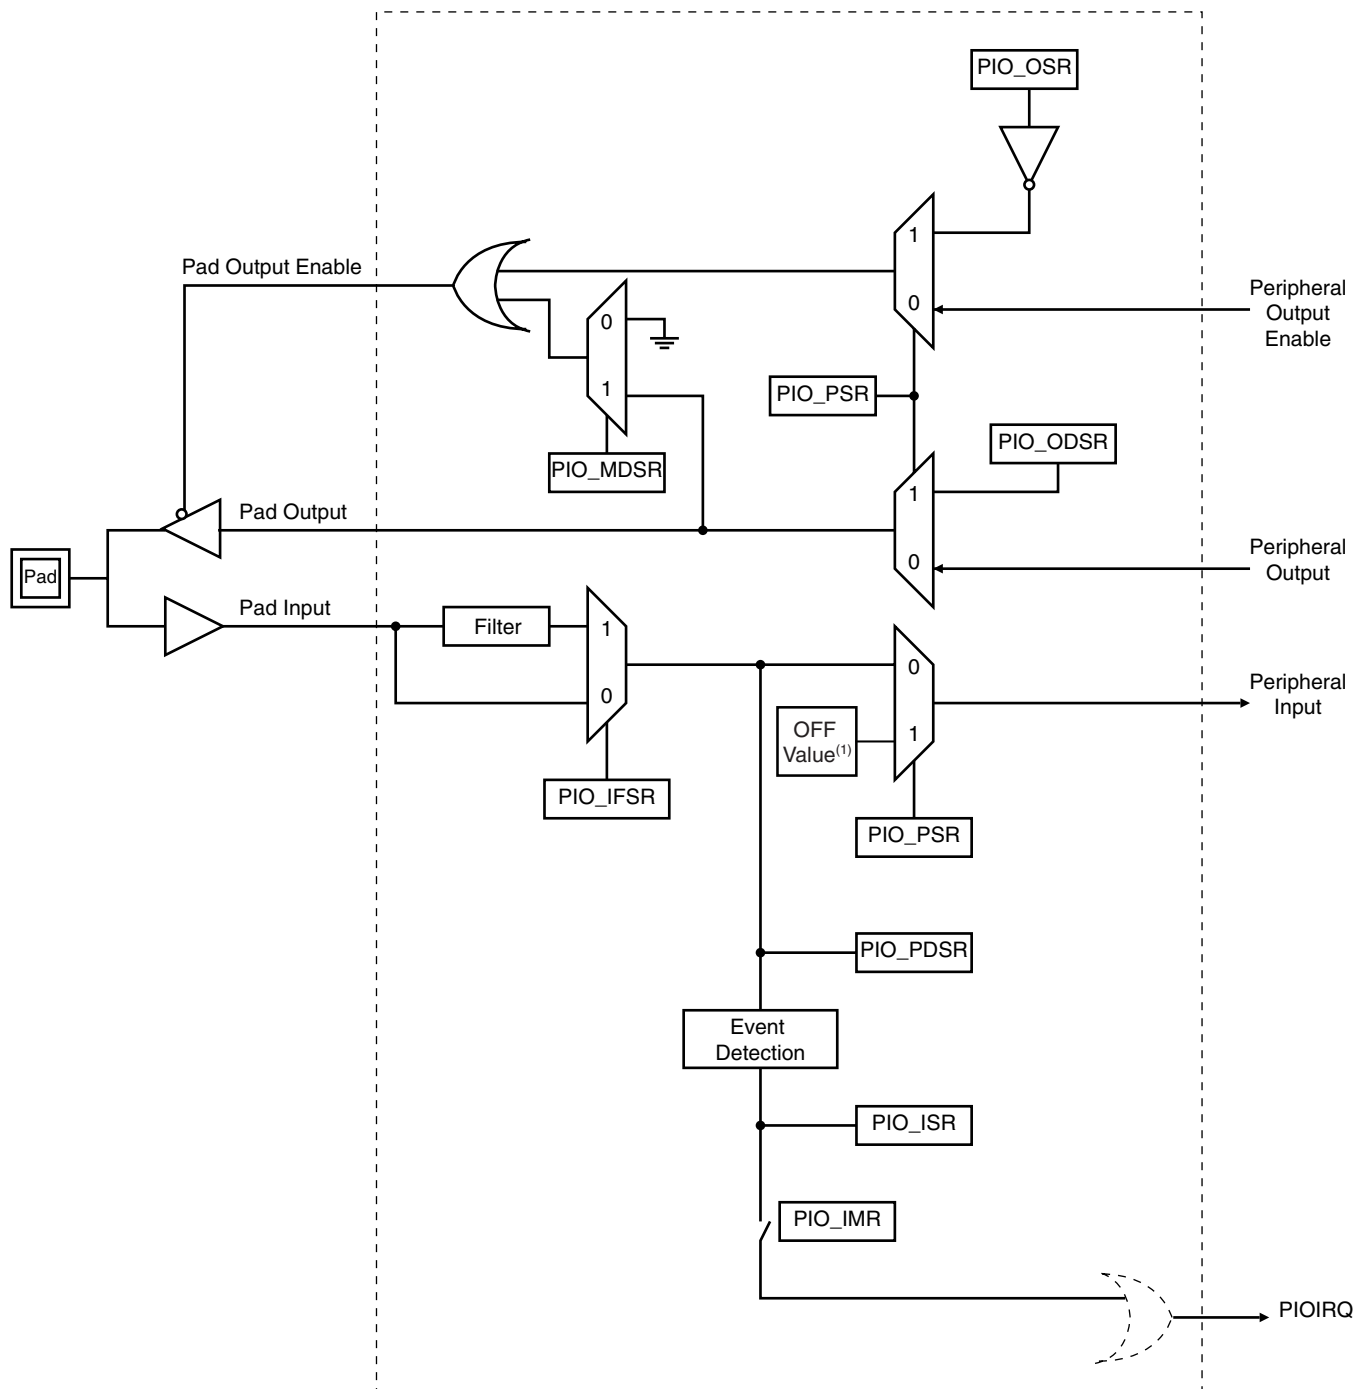 PIO_OSR
1
Pad Output Enable
0
Peripheral
Output
Enable
0
1
PIO_PSR
PIO_MDSR
PIO_ODSR
1
Pad Output
0
Peripheral
Output
Pad
Pad Input
Filter
1
0
0
Peripheral
Input
OFF
Value(1)
1
PIO_IFSR
PIO_PSR
PIO_PDSR
Event
Detection
PIO_ISR
PIO_IMR
PIOIRQ